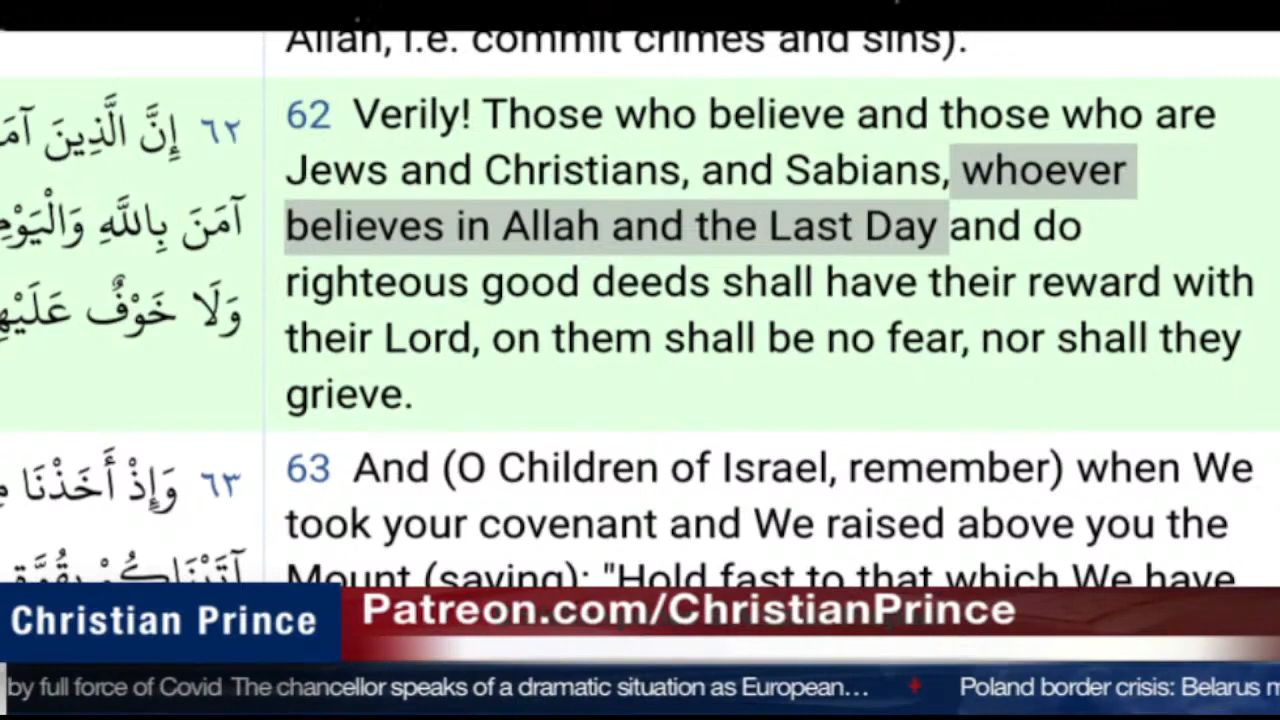 Allah, i.e. commit crimes and sins).
62 Verily! Those who believe and those who are
Jews and Christians, and Sabians, whoever
believes in Allah and the Last Day and do
righteous good deeds shall have their reward with
their Lord, on them shall be no fear, nor shall they
grieve.
٦٢ إِنَّ الَّذِينَ
آمَنَ بِاللَّهِ
وَلَا خَوْفٌ
63 And (O Children of Israel, remember) when We
took your covenant and We raised above you the
Mount (saying): "Hold fast to that which We have
٦٣ وَإِذْ أَخَذْنَا
آتَيْنَاكُمْ بِقُوَّةٍ
Christian Prince
Patreon.com/ChristianPrince
by full force of Covid The chancellor speaks of a dramatic situation as European... Poland border crisis: Belarus